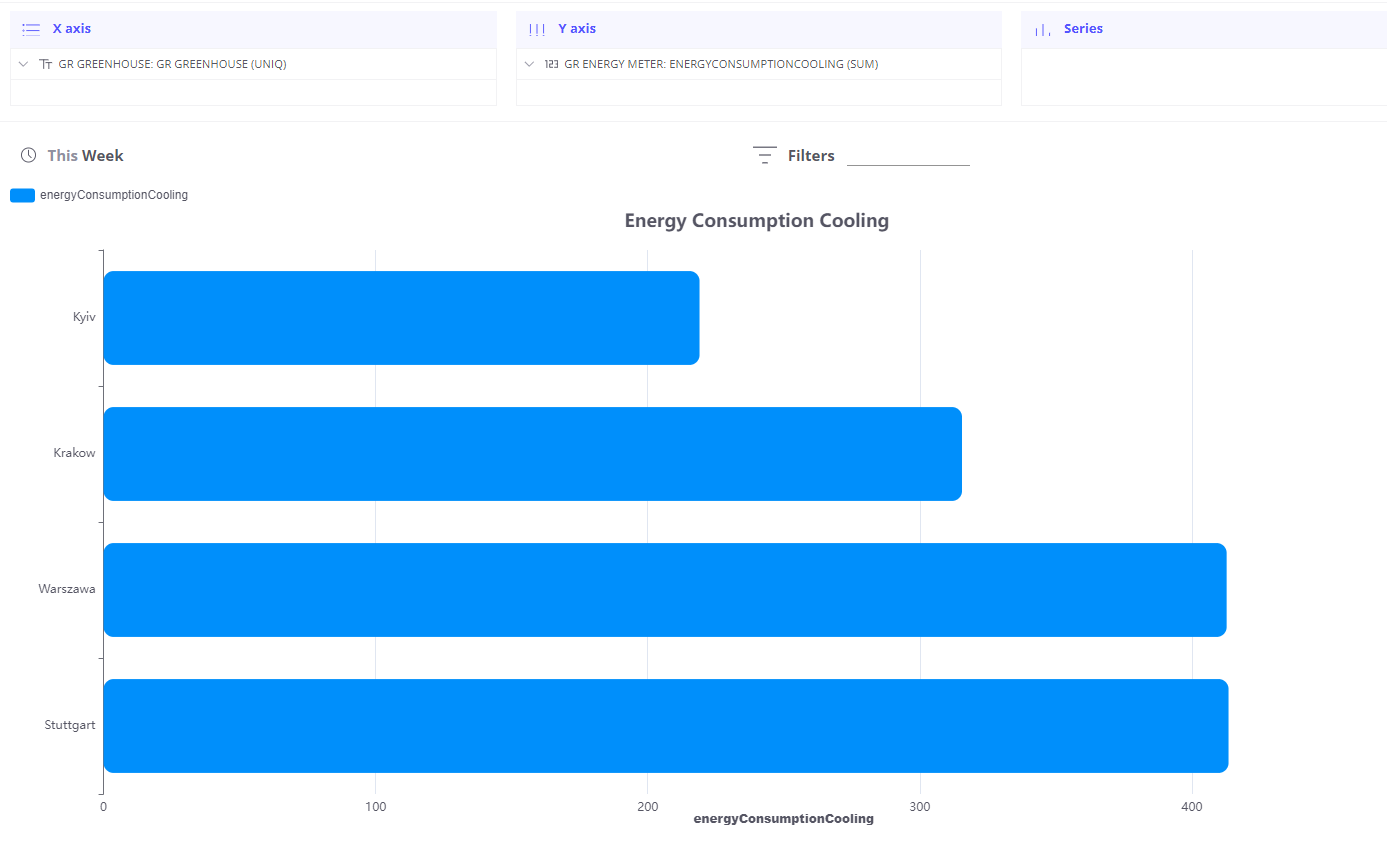 X axis
Y axis
Series
GR GREENHOUSE: GR GREENHOUSE (UNIQ)
123 GR ENERGY METER: ENERGYCONSUMPTIONCOOLING (SUM)
This Week
Filters
energyConsumptionCooling
Energy Consumption Cooling
Kyiv
Krakow
Warszawa
Stuttgart
0 100 200 300 400
energyConsumptionCooling